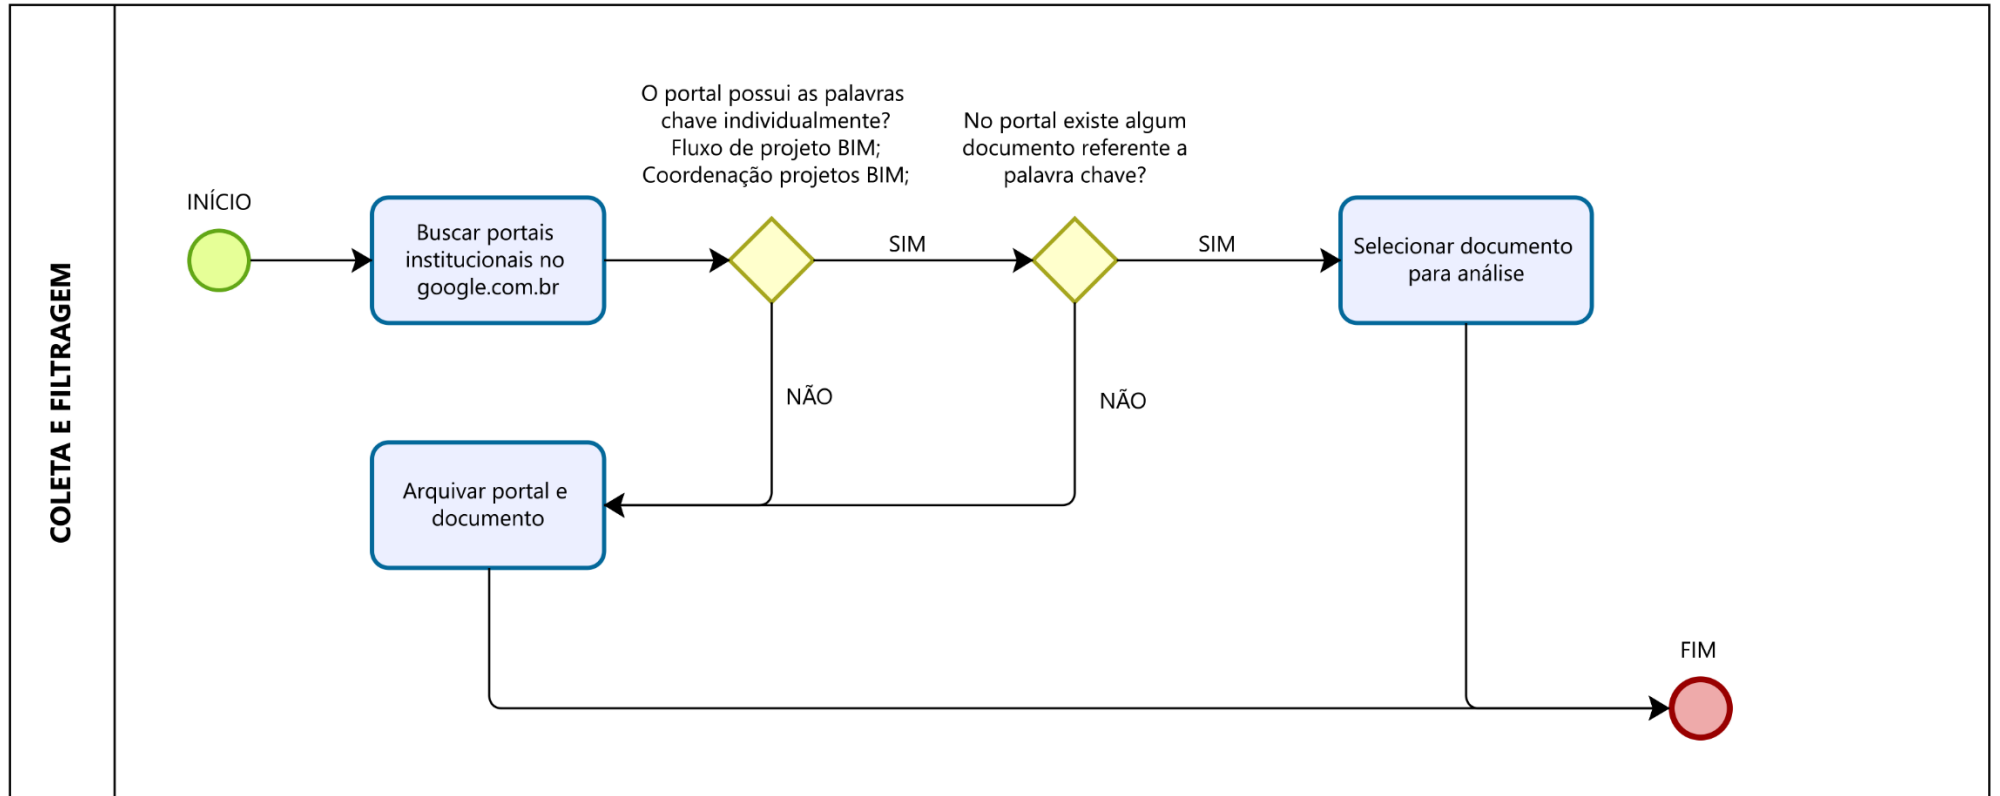 COLETA E FILTRAGEM
INÍCIO
Buscar portais
institucionais no
google.com.br
O portal possui as palavras
chave individualmente?
Fluxo de projeto BIM;
Coordenação projetos BIM;
SIM
NÃO
No portal existe algum
documento referente a
palavra chave?
SIM
NÃO
Selecionar documento
para análise
Arquivar portal e
documento
FIM